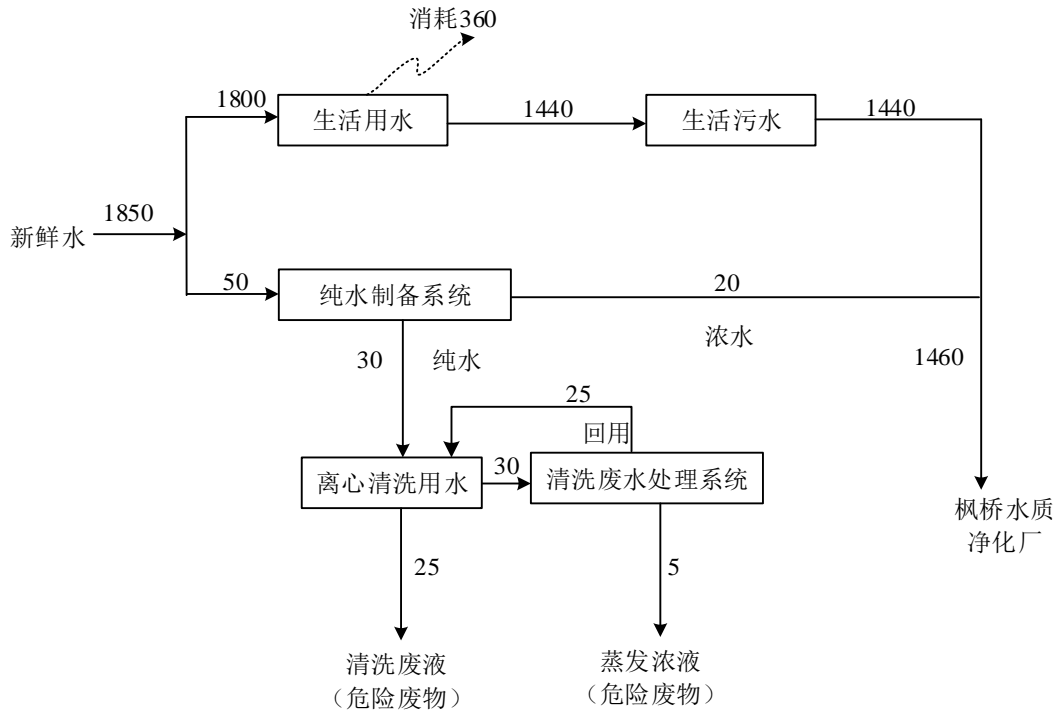 消耗360
1800
生活用水
1440
生活污水
1440
新鲜水
1850
50
纯水制备系统
20
浓水
1460
30
纯水
25
回用
离心清洗用水
30
清洗废水处理系统
枫桥水质
净化厂
25
5
清洗废液
（危险废物）
蒸发浓液
（危险废物）